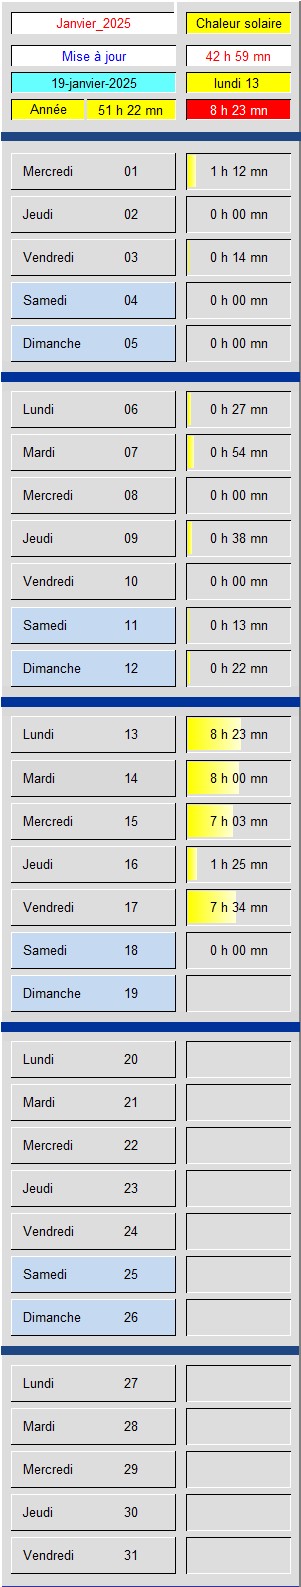 Janvier_2025 Chaleur solaire
Mise à jour 42 h 59 mn
19-janvier-2025 lundi 13
Année 51 h 22 mn 8 h 23 mn
Mercredi 01 1 h 12 mn
Jeudi 02 0 h 00 mn
Vendredi 03 0 h 14 mn
Samedi 04 0 h 00 mn
Dimanche 05 0 h 00 mn
Lundi 06 0 h 27 mn
Mardi 07 0 h 54 mn
Mercredi 08 0 h 00 mn
Jeudi 09 0 h 38 mn
Vendredi 10 0 h 00 mn
Samedi 11 0 h 13 mn
Dimanche 12 0 h 22 mn
Lundi 13 8 h 23 mn
Mardi 14 8 h 00 mn
Mercredi 15 7 h 03 mn
Jeudi 16 1 h 25 mn
Vendredi 17 7 h 34 mn
Samedi 18 0 h 00 mn
Dimanche 19
Lundi 20
Mardi 21
Mercredi 22
Jeudi 23
Vendredi 24
Samedi 25
Dimanche 26
Lundi 27
Mardi 28
Mercredi 29
Jeudi 30
Vendredi 31